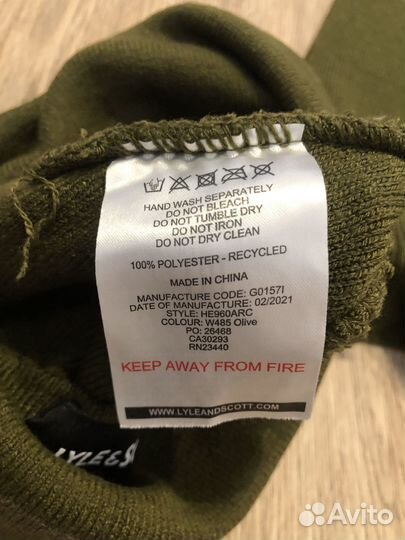 HAND WASH SEPARATELY
DO NOT BLEACH
DO NOT TUMBLE DRY
DO NOT IRON
DO NOT DRY CLEAN
100% POLYESTER - RECYCLED
MADE IN CHINA
MANUFACTURE CODE: G0157I
DATE OF MANUFACTURE: 02/2021
STYLE: HE960ARC
COLOUR: W485 Olive
PO: 26468
CA30293
RN23440
KEEP AWAY FROM FIRE
WWW.LYLEANDSCOTT.COM
LYLE & S
Avito